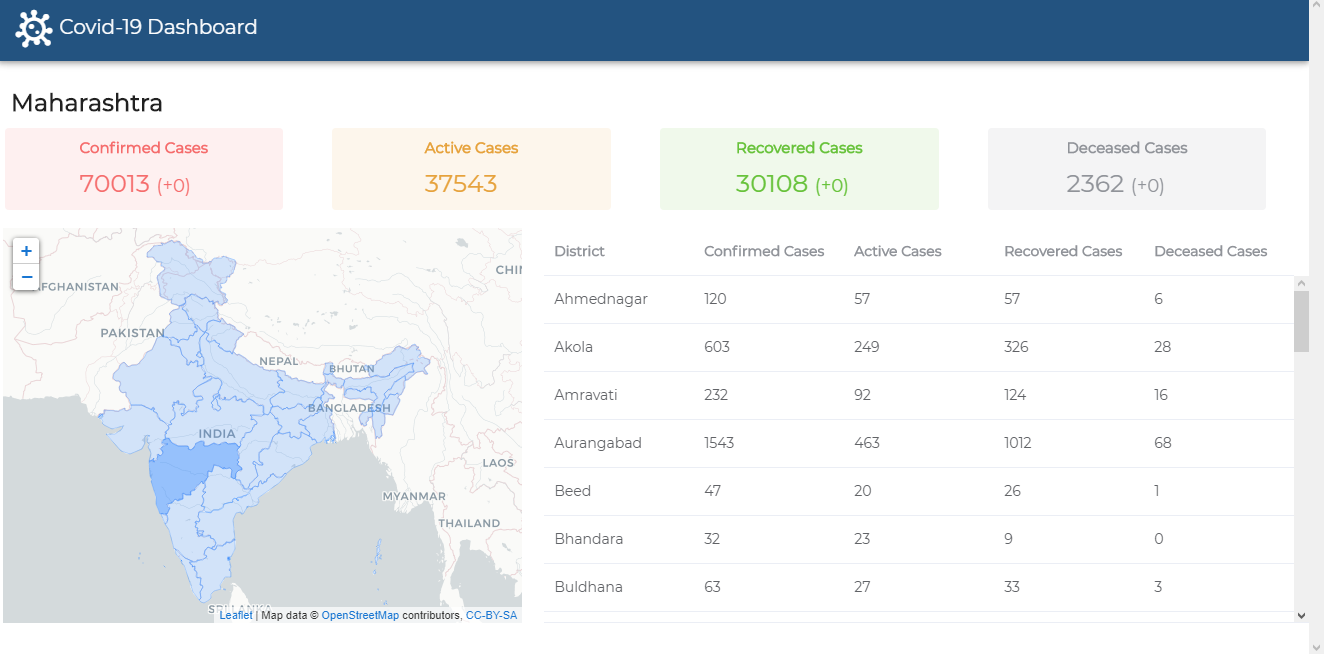 Covid-19 Dashboard
Maharashtra
Confirmed Cases
70013 (+0)
Active Cases
37543
Recovered Cases
30108 (+0)
Deceased Cases
2362 (+0)
+
−
FGHANISTAN
CHI
PAKISTAN
NEPAL
BHUTAN
BANGLADESH
INDIA
LAOS
MYANMAR
THAILAND
SRI LANKA
Leaflet | Map data © OpenStreetMap contributors, CC-BY-SA
District Confirmed Cases Active Cases Recovered Cases Deceased Cases
Ahmednagar 120 57 57 6
Akola 603 249 326 28
Amravati 232 92 124 16
Aurangabad 1543 463 1012 68
Beed 47 20 26 1
Bhandara 32 23 9 0
Buldhana 63 27 33 3